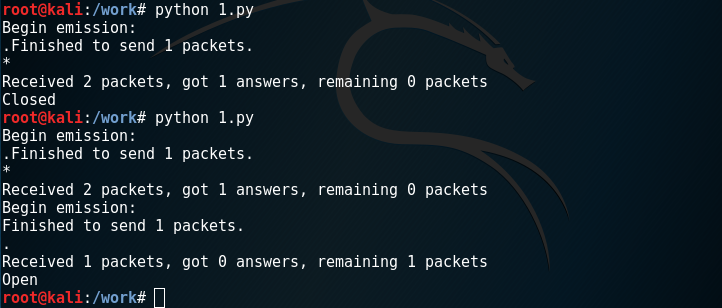 root@kali:/work# python 1.py
Begin emission:
.Finished to send 1 packets.
*
Received 2 packets, got 1 answers, remaining 0 packets
Closed
root@kali:/work# python 1.py
Begin emission:
.Finished to send 1 packets.
*
Received 2 packets, got 1 answers, remaining 0 packets
Begin emission:
Finished to send 1 packets.
.
Received 1 packets, got 0 answers, remaining 1 packets
Open
root@kali:/work#